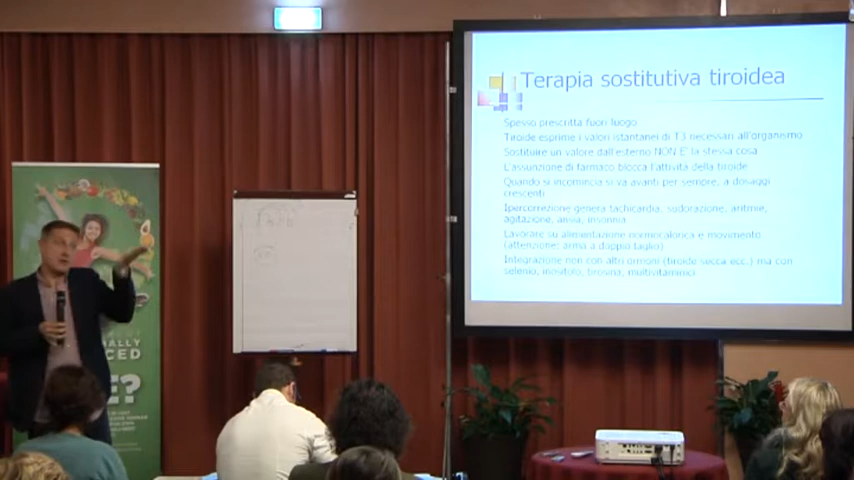 Terapia sostitutiva tiroidea
Spesso prescritta fuori luogo
Tiroide esprime i valori istantanei di T3 necessari all'organismo
Sostituire un valore dall'esterno NON E' la stessa cosa
L'assunzione di farmaco blocca l'attività della tiroide
Quando si incomincia si va avanti per sempre, a dosaggi
crescenti
Ipercorrezione genera tachicardia, sudorazione, aritmie,
agitazione, ansia, insonnia
Lavorare su alimentazione normocalorica e movimento
(attenzione: arma a doppio taglio)
Integrazione non con altri ormoni (tiroide secca ecc.) ma con
selenio, inositolo, tirosina, multivitaminici
ALLY
CED
E?